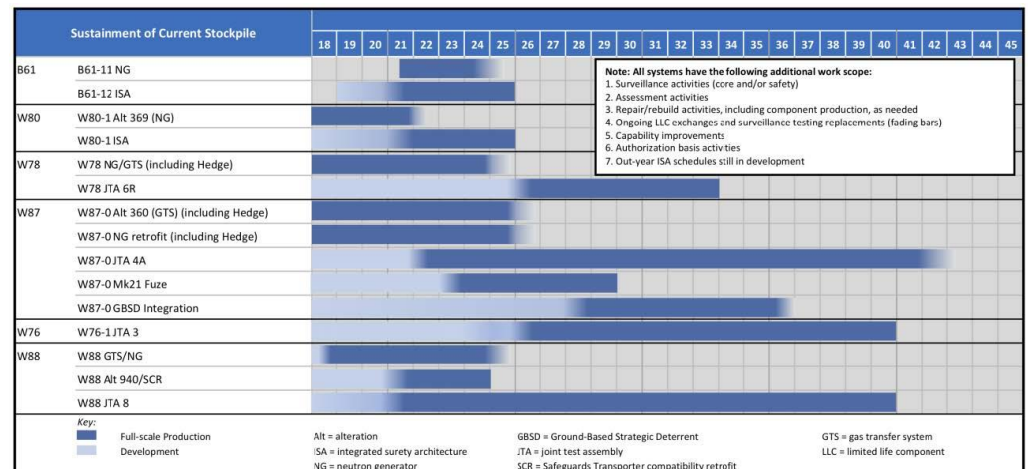 Sustainment of Current Stockpile
18 19 20 21 22 23 24 25 26 27 28 29 30 31 32 33 34 35 36 37 38 39 40 41 42 43 44 45
B61 B61-11 NG
B61-12 ISA
Note: All systems have the following additional work scope:
1. Surveillance activities (core and/or safety)
2. Assessment activities
3. Repair/rebuild activities, including component production, as needed
4. Ongoing LLC exchanges and surveillance testing replacements (fading bars)
5. Capability improvements
6. Authorization basis activities
7. Out-year ISA schedules still in development
W80 W80-1 Alt 369 (NG)
W80-1 ISA
W78 W78 NG/GTS (including Hedge)
W78 JTA 6R
W87 W87-0 Alt 360 (GTS) (including Hedge)
W87-0 NG retrofit (including Hedge)
W87-0 JTA 4A
W87-0 Mk21 Fuze
W87-0 GBSD Integration
W76 W76-1 JTA 3
W88 W88 GTS/NG
W88 Alt 940/SCR
W88 JTA 8
Key:
Full-scale Production
Development
Alt = alteration
ISA = integrated surety architecture
NG = neutron generator
GBSD = Ground-Based Strategic Deterrent
JTA = joint test assembly
SCR = Safeguards Transporter compatibility retrofit
GTS = gas transfer system
LLC = limited life component